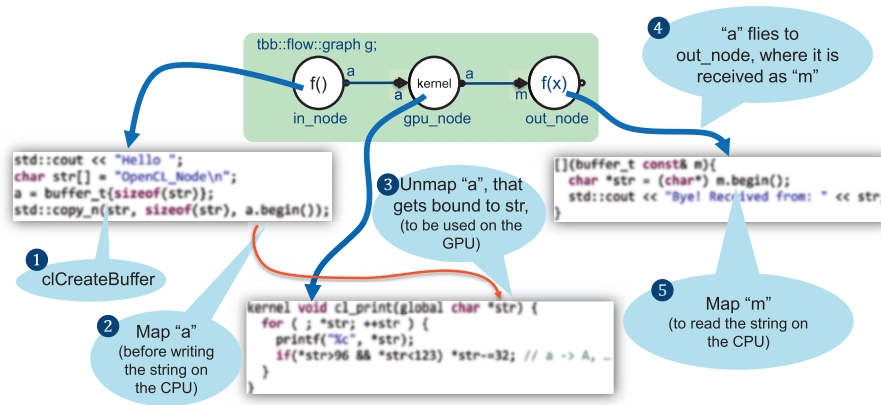 tbb::flow::graph g;
f()
a
a
kernel
a
m
f(x)
in_node
gpu_node
out_node
4
"a" flies to
out_node, where it is
received as "m"
std::cout << "Hello ";
char str[] = "OpenCL_Node\n";
a = buffer_t{sizeof(str)};
std::copy_n(str, sizeof(str), a.begin());
3
Unmap "a", that
gets bound to str,
(to be used on the
GPU)
[](buffer_t const& m){
char *str = (char*) m.begin();
std::cout << "Bye! Received from: " << str;
}
1
clCreateBuffer
2
Map "a"
(before writing
the string on
the CPU)
kernel void cl_print(global char *str) {
for ( ; *str; ++str ) {
printf("%c", *str);
if(*str>96 && *str<123) *str-=32; // a -> A, …
}
}
5
Map "m"
(to read the string on
the CPU)